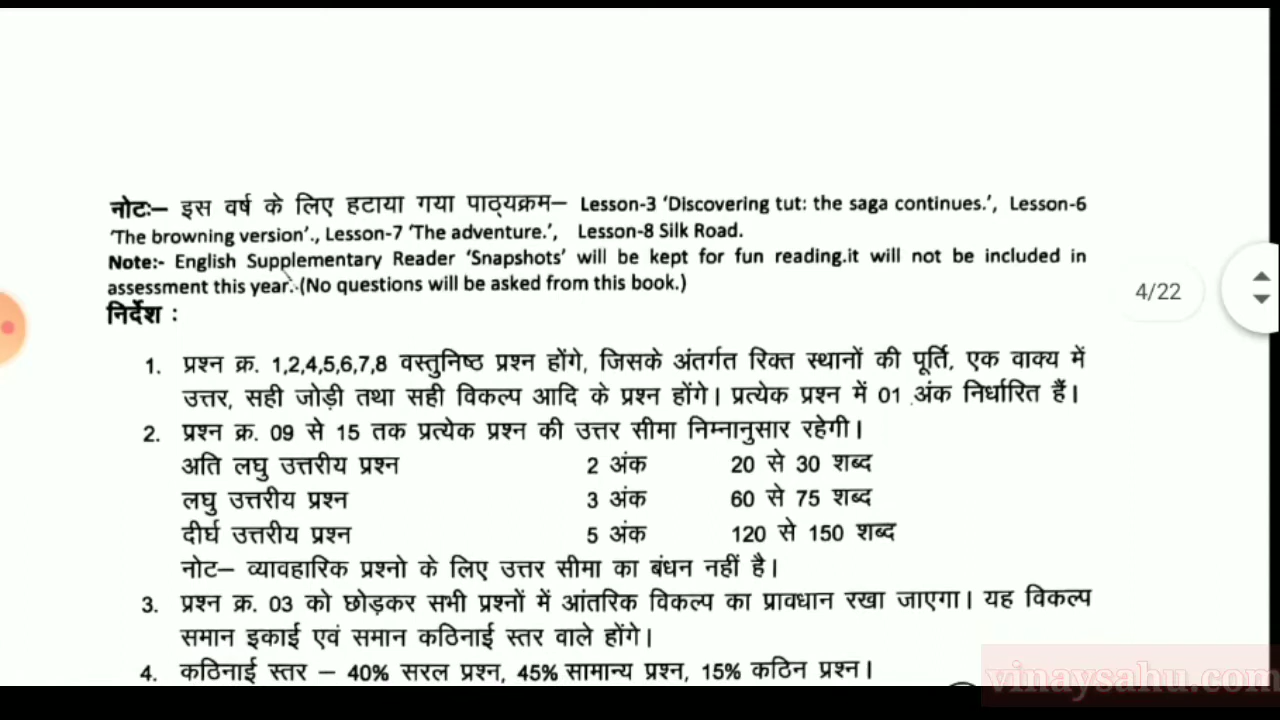 नोटः— इस वर्ष के लिए हटाया गया पाठ्यक्रम— Lesson-3 ‘Discovering tut: the saga continues.’, Lesson-6
‘The browning version’., Lesson-7 ‘The adventure.’, Lesson-8 Silk Road.
Note:- English Supplementary Reader ‘Snapshots’ will be kept for fun reading.it will not be included in
assessment this year. (No questions will be asked from this book.)
निर्देश :
4/22
1. प्रश्न क्र. 1,2,4,5,6,7,8 वस्तुनिष्ठ प्रश्न होंगे, जिसके अंतर्गत रिक्त स्थानों की पूर्ति, एक वाक्य में
उत्तर, सही जोड़ी तथा सही विकल्प आदि के प्रश्न होंगे। प्रत्येक प्रश्न में 01 अंक निर्धारित हैं।
2. प्रश्न क्र. 09 से 15 तक प्रत्येक प्रश्न की उत्तर सीमा निम्नानुसार रहेगी।
अति लघु उत्तरीय प्रश्न 2 अंक 20 से 30 शब्द
लघु उत्तरीय प्रश्न 3 अंक 60 से 75 शब्द
दीर्घ उत्तरीय प्रश्न 5 अंक 120 से 150 शब्द
नोट— व्यावहारिक प्रश्नो के लिए उत्तर सीमा का बंधन नहीं है।
3. प्रश्न क्र. 03 को छोड़कर सभी प्रश्नों में आंतरिक विकल्प का प्रावधान रखा जाएगा। यह विकल्प
समान इकाई एवं समान कठिनाई स्तर वाले होंगे।
4. कठिनाई स्तर — 40% सरल प्रश्न, 45% सामान्य प्रश्न, 15% कठिन प्रश्न।
vinaysahu.com